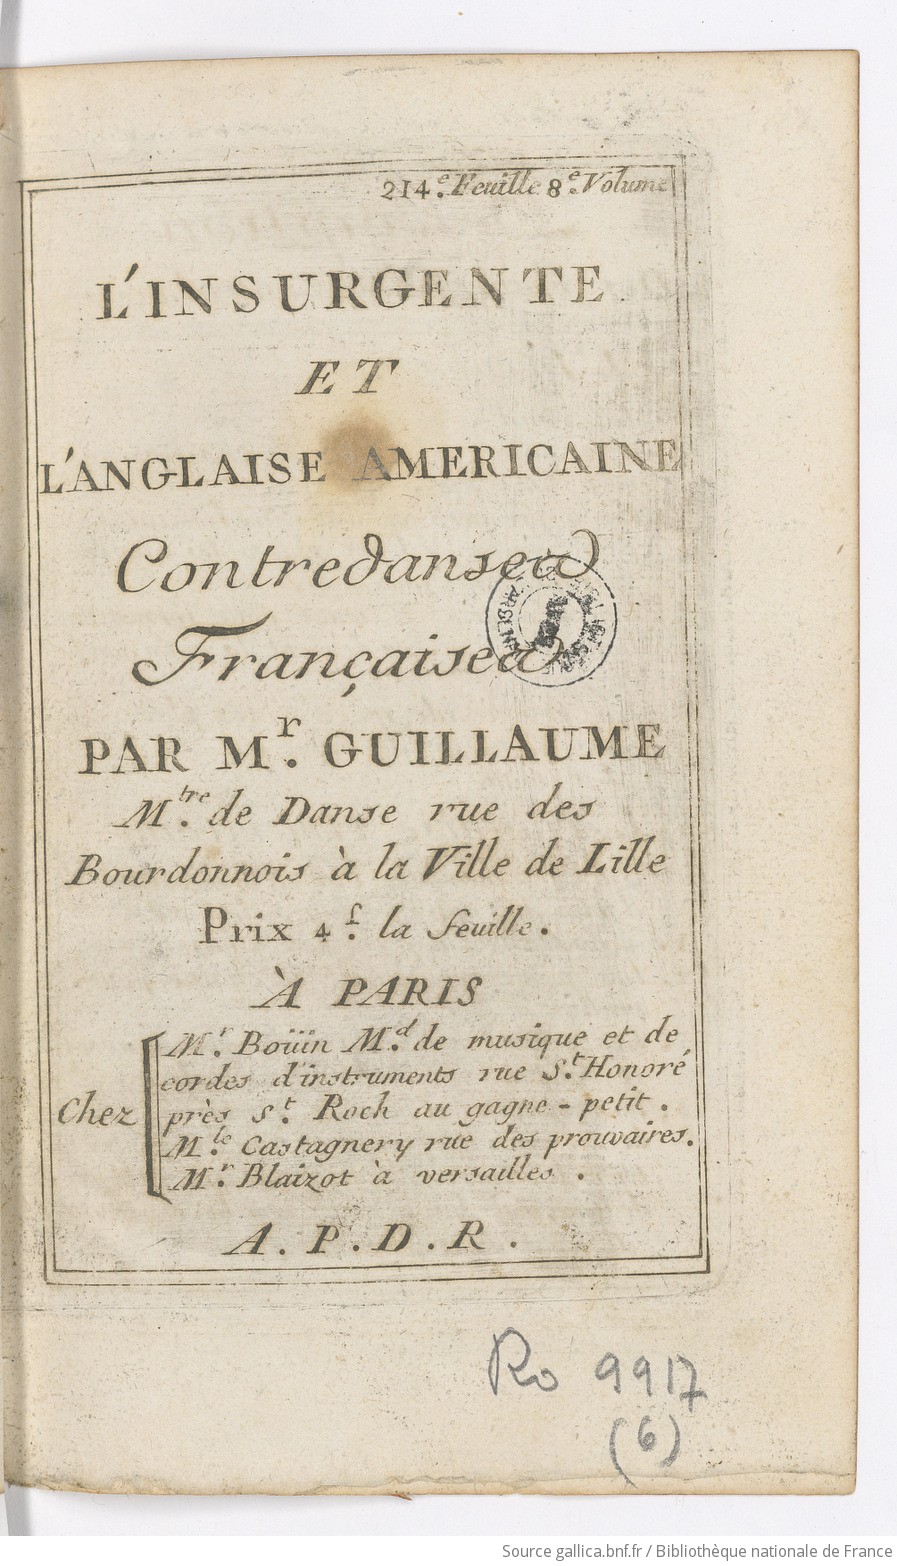 214.e Feuille 8.e Volume
L'INSURGENTE
ET
L'ANGLAISE AMERICAINE
Contredanses
Françaises
PAR M.r GUILLAUME
M.tre de Danse rue des
Bourdonnois à la Ville de Lille
Prix 4.s la feuille.
À PARIS
Chez
M.r Boüin M.d de musique et de
cordes d'instruments rue S.t Honoré
près S.t Roch au gagne-petit.
M.le Castagnery rue des prouvaires.
M.r Blaizot à versailles.
A.P.D.R.
Ro 9917
(6)
Source gallica.bnf.fr / Bibliothèque nationale de France